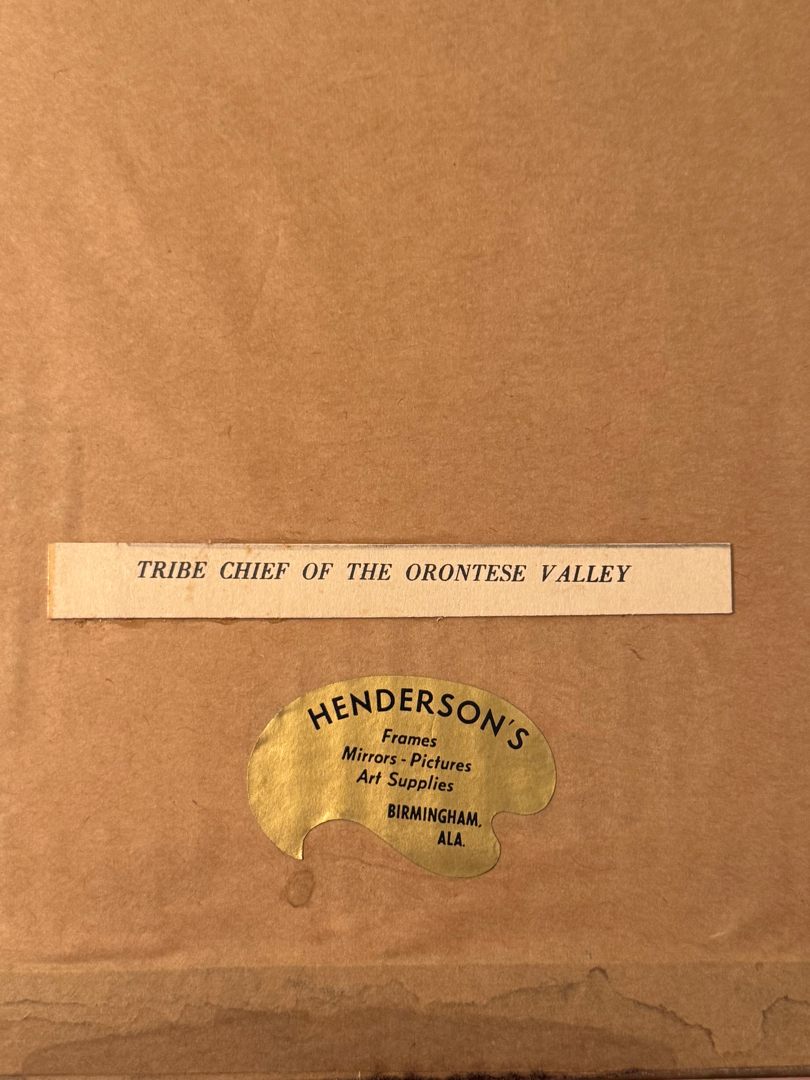 TRIBE CHIEF OF THE ORONTESE VALLEY
HENDERSON'S
Frames
Mirrors - Pictures
Art Supplies
BIRMINGHAM,
ALA.